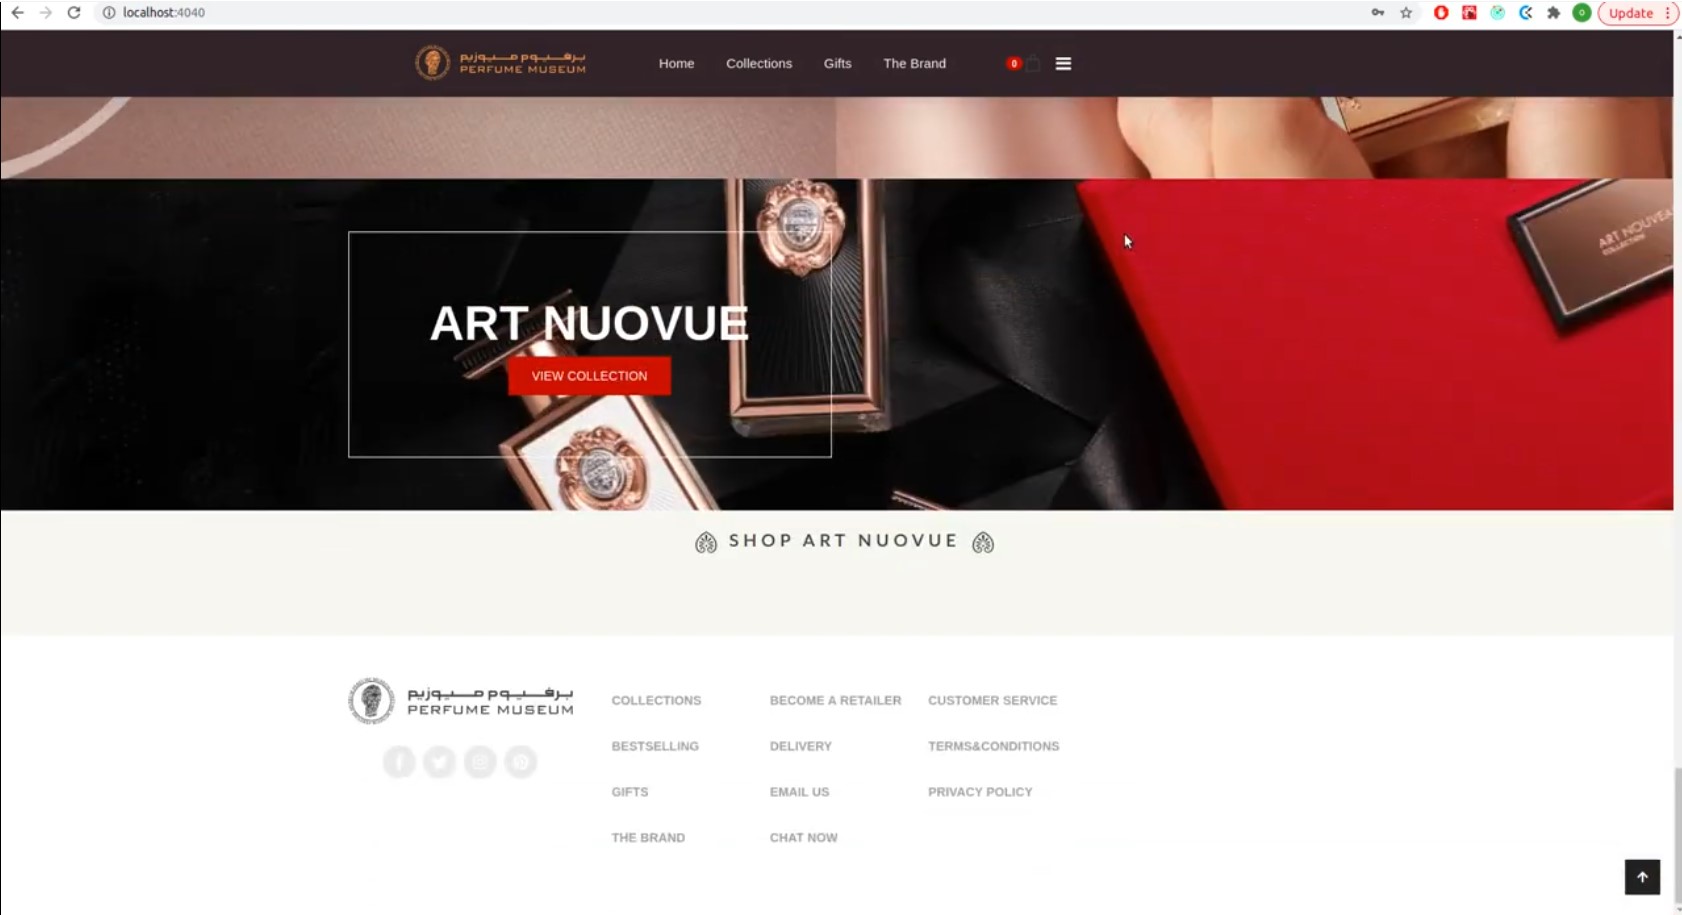 localhost:4040
Update
برفيوم ميوزيم
PERFUME MUSEUM
Home
Collections
Gifts
The Brand
0
ART NOUVEA
COLLECTION
ART NUOVUE
VIEW COLLECTION
SHOP ART NUOVUE
برفيوم ميوزيم
PERFUME MUSEUM
COLLECTIONS
BECOME A RETAILER
CUSTOMER SERVICE
BESTSELLING
DELIVERY
TERMS&CONDITIONS
GIFTS
EMAIL US
PRIVACY POLICY
THE BRAND
CHAT NOW